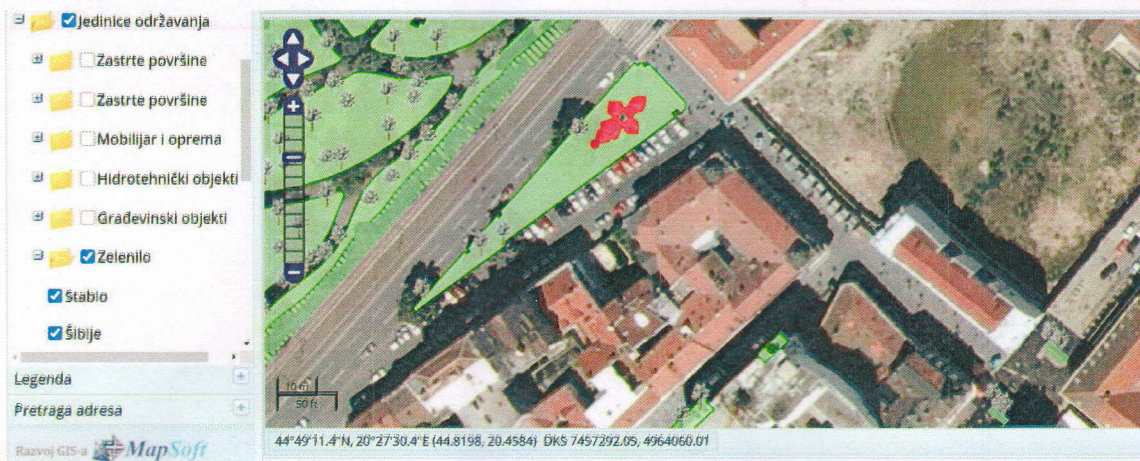 Jedinice održavanja
Zastrte površine
Zastrte površine
Mobilijar i oprema
Hidrotehnički objekti
Građevinski objekti
Zelenilo
Stablo
Šiblje
Legenda
Pretraga adresa
Razvoj GIS-a MapSoft
10 m
50 ft
44°49'11.4"N, 20°27'30.4"E (44.8198, 20.4584) DKS 7457292.05, 4964060.01